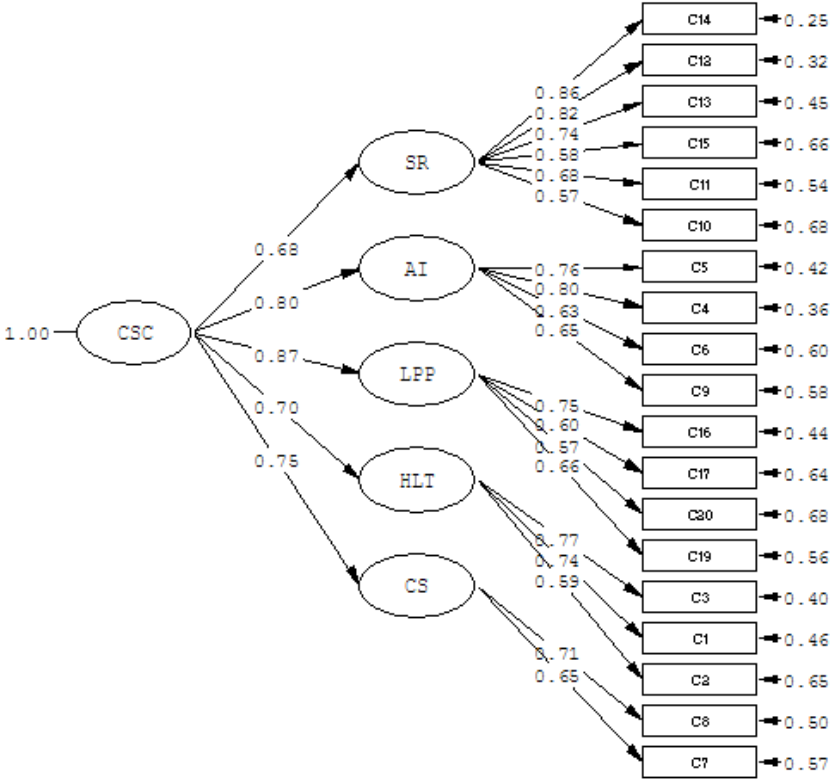 C14 0.25
C12 0.32
0.86
C13 0.45
0.82
0.74
C15 0.66
SR 0.58
0.68
C11 0.54
0.57
C10 0.68
0.68
AI 0.76
C5 0.42
0.80
0.80
C4 0.36
0.63
0.65
1.00 CSC
C6 0.60
0.87
LPP
C9 0.58
0.70
0.75
0.60
C16 0.44
0.57
0.75
0.66
C17 0.64
HLT
C20 0.68
0.77
C19 0.56
0.74
CS
0.59
C3 0.40
C1 0.46
0.71
0.65
C2 0.65
C8 0.50
C7 0.57